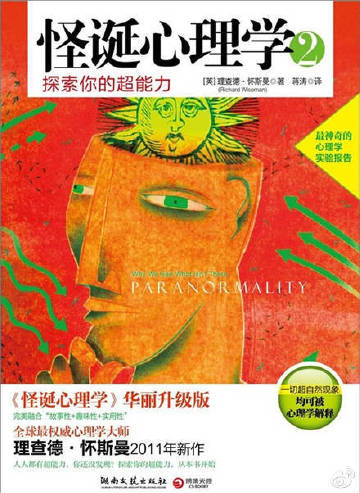 怪诞心理学2
探索你的超能力
[英]理查德·怀斯曼 著 蒋涛 译
(Richard Wiseman)
最神奇的
心理学
实验报告
PARANORMALITY
《怪诞心理学》华丽升级版
完美融合“故事性+趣味性+实用性”
全球最权威心理学大师
理查德·怀斯曼2011年新作
人人都有超能力，你还没发现？探索你的超能力，从本书开始
一切超自然现象
均可被
心理学解释
湖南文艺出版社
博集天卷